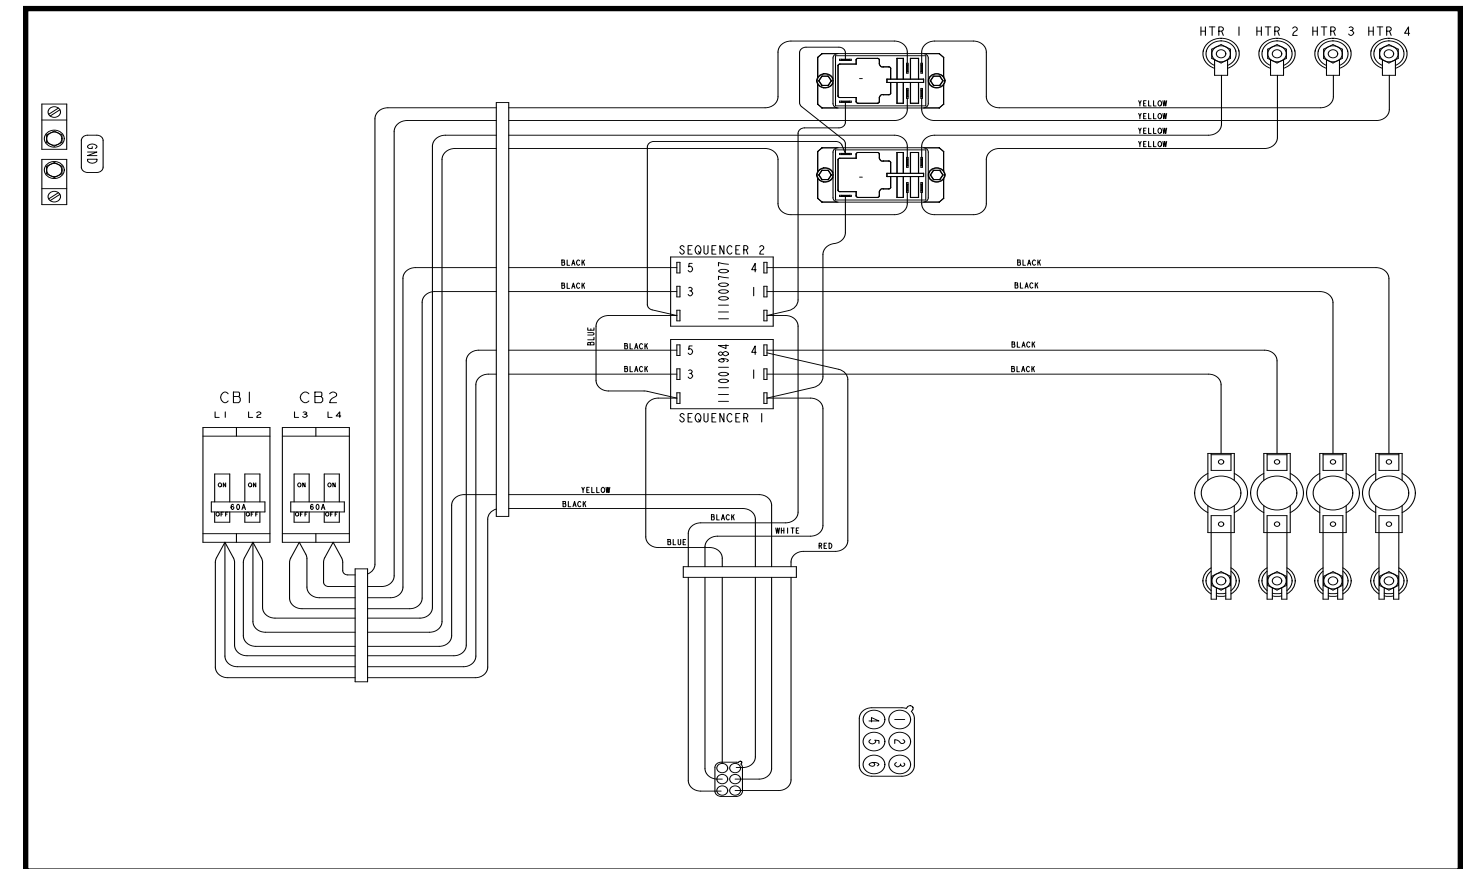 HTR 1 HTR 2 HTR 3 HTR 4
YELLOW
YELLOW
YELLOW
YELLOW
GND
SEQUENCER 2
BLACK 5 4 BLACK
BLACK 3 1 BLACK
111000707
BLUE
BLACK 5 4 BLACK
BLACK 3 1 BLACK
111001984
SEQUENCER 1
CB1 CB2
L1 L2 L3 L4
ON ON ON ON
60A 60A
OFF OFF OFF OFF
YELLOW
BLACK
BLACK
WHITE
BLUE
RED
4 1
5 2
6 3